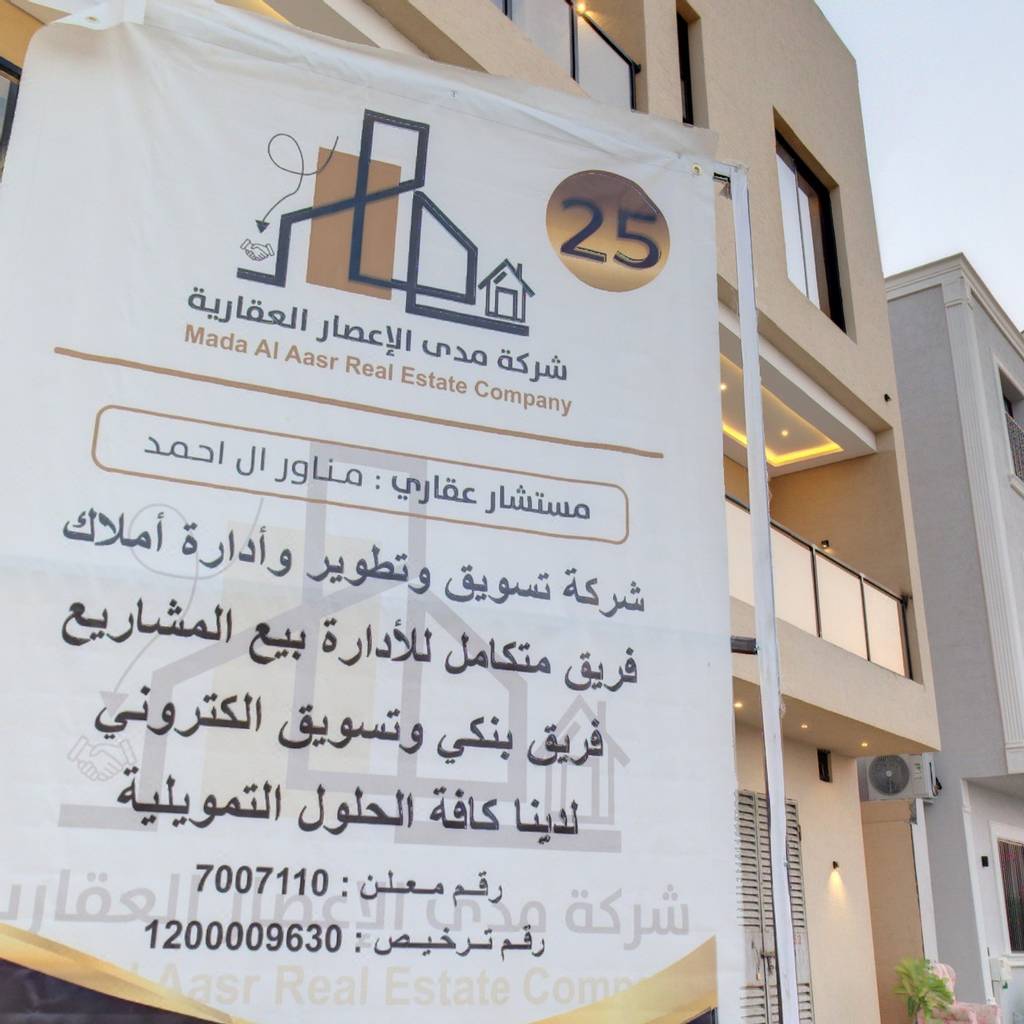 25
شركة مدى الإعصار العقارية
Mada Al Aasr Real Estate Company
مستشار عقاري : مناور ال احمد
شركة تسويق وتطوير وأدارة أملاك
فريق متكامل للأدارة بيع المشاريع
فريق بنكي وتسويق الكتروني
لدينا كافة الحلول التمويلية
رقم معلن : 7007110
رقم ترخيص : 1200009630
شركة مدى الإعصار العقارية
Aasr Real Estate Comp